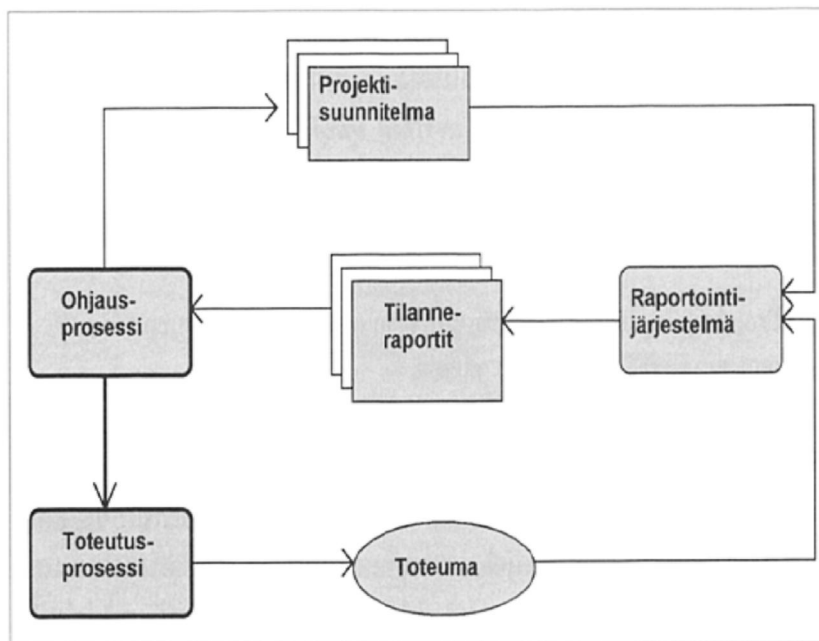 Projekti-
suunnitelma
Ohjaus-
prosessi
Tilanne-
raportit
Raportointi-
järjestelmä
Toteutus-
prosessi
Toteuma